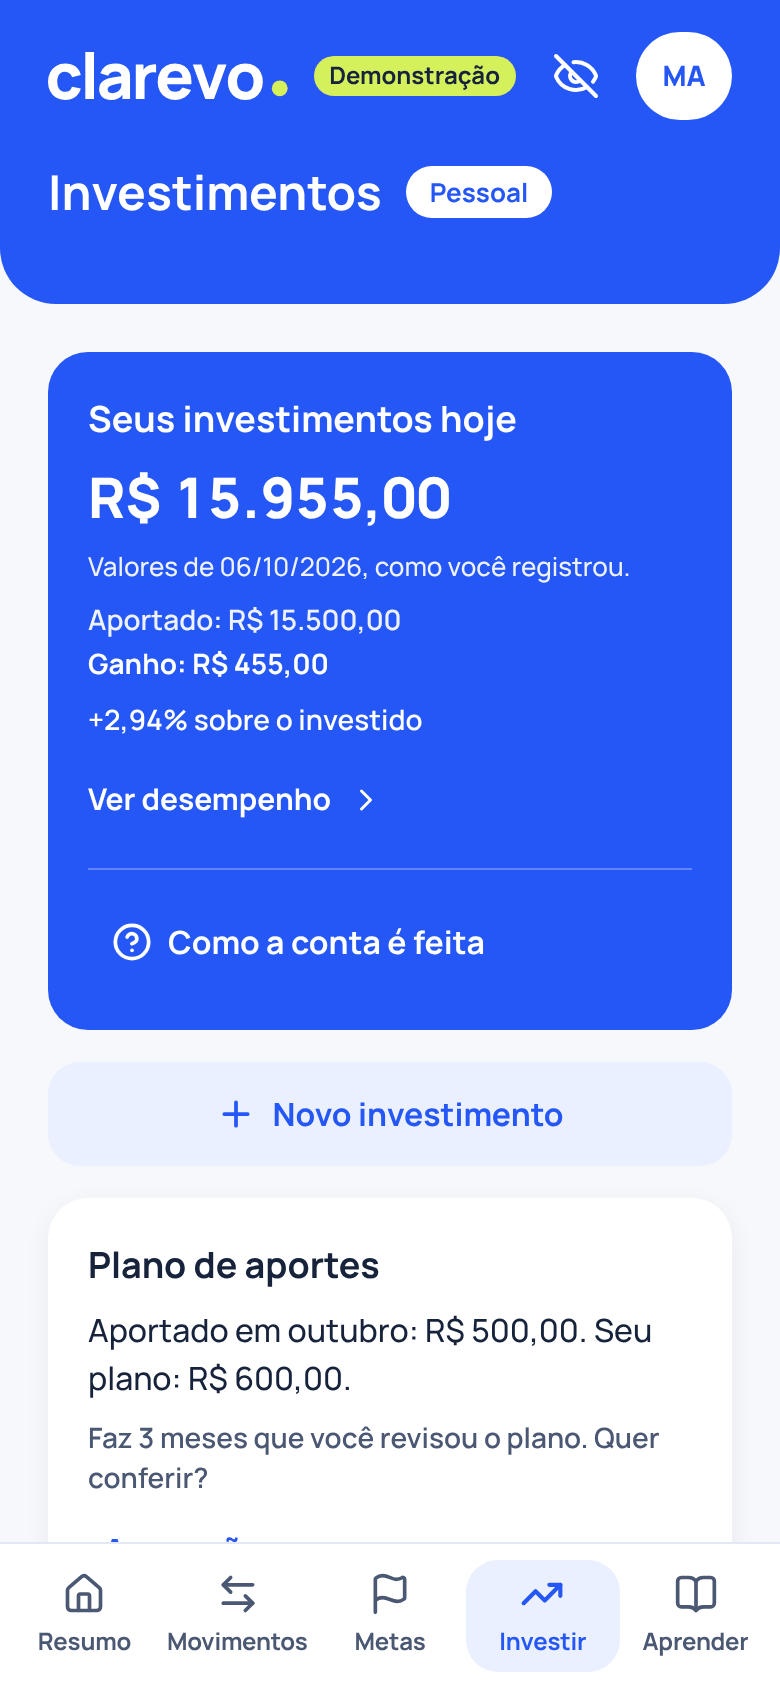 clarevo.
Demonstração
MA
Investimentos
Pessoal
Seus investimentos hoje
R$ 15.955,00
Valores de 06/10/2026, como você registrou.
Aportado: R$ 15.500,00
Ganho: R$ 455,00
+2,94% sobre o investido
Ver desempenho
Como a conta é feita
Novo investimento
Plano de aportes
Aportado em outubro: R$ 500,00. Seu
plano: R$ 600,00.
Faz 3 meses que você revisou o plano. Quer
conferir?
Resumo
Movimentos
Metas
Investir
Aprender